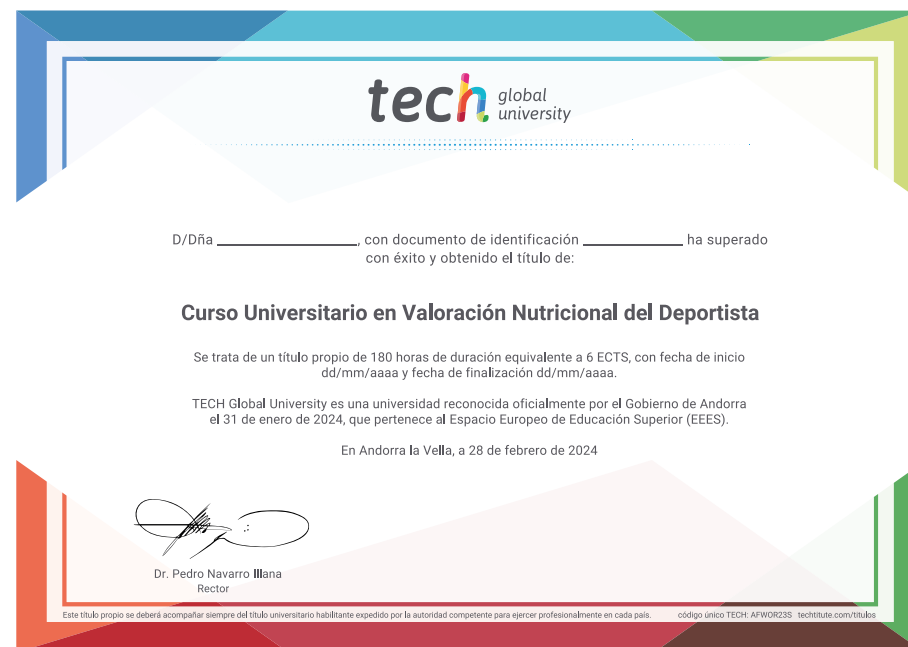 tech global university
D/Dña ____________, con documento de identificación ____________ ha superado
con éxito y obtenido el título de:
Curso Universitario en Valoración Nutricional del Deportista
Se trata de un título propio de 180 horas de duración equivalente a 6 ECTS, con fecha de inicio
dd/mm/aaaa y fecha de finalización dd/mm/aaaa.
TECH Global University es una universidad reconocida oficialmente por el Gobierno de Andorra
el 31 de enero de 2024, que pertenece al Espacio Europeo de Educación Superior (EEES).
En Andorra la Vella, a 28 de febrero de 2024
Dr. Pedro Navarro Illana
Rector
Este título propio se deberá acompañar siempre del título universitario habilitante expedido por la autoridad competente para ejercer profesionalmente en cada país. código único TECH: AFWOR23S techtitute.com/titulos